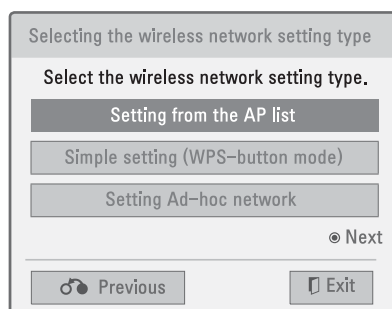 Selecting the wireless network setting type
Select the wireless network setting type.
Setting from the AP list
Simple setting (WPS-button mode)
Setting Ad-hoc network
Next
Previous
Exit